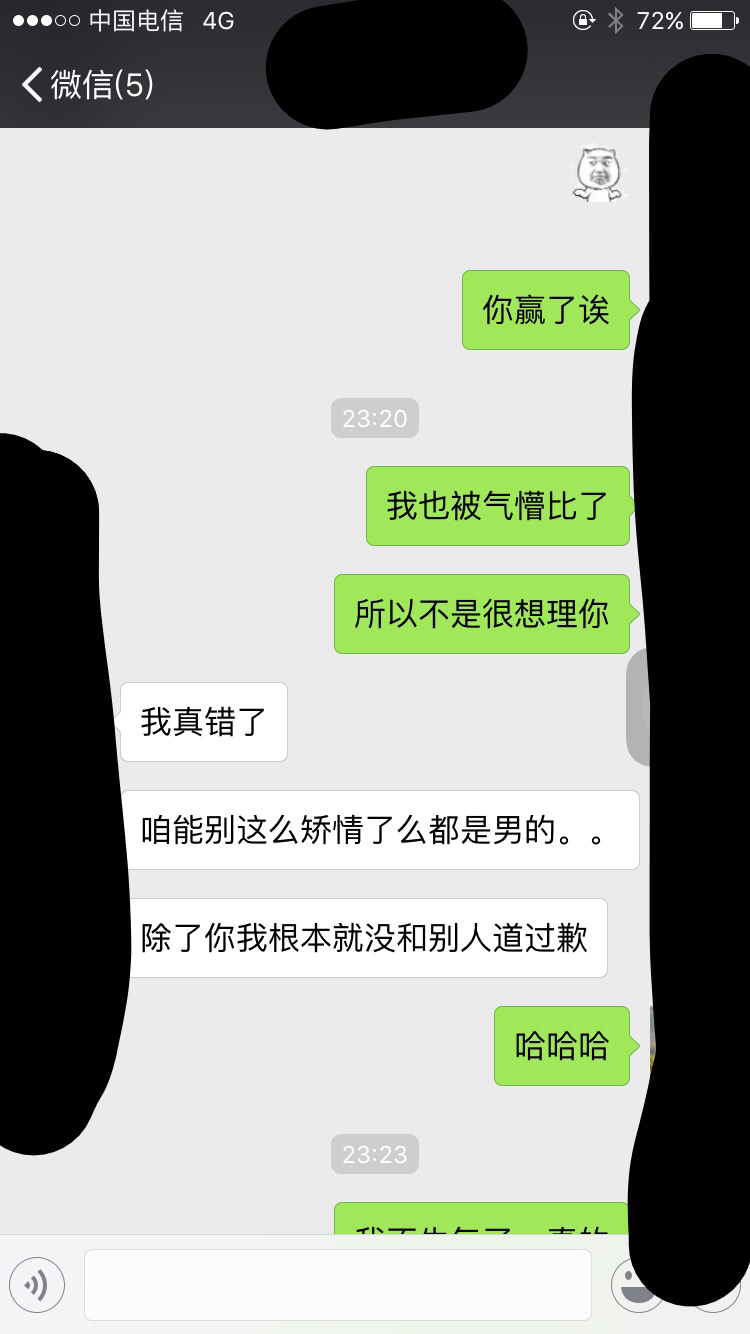 中国电信 4G 72%
微信(5)
你赢了诶
23:20
我也被气懵比了
所以不是很想理你
我真错了
咱能别这么矫情了么都是男的。。
除了你我根本就没和别人道过歉
哈哈哈
23:23